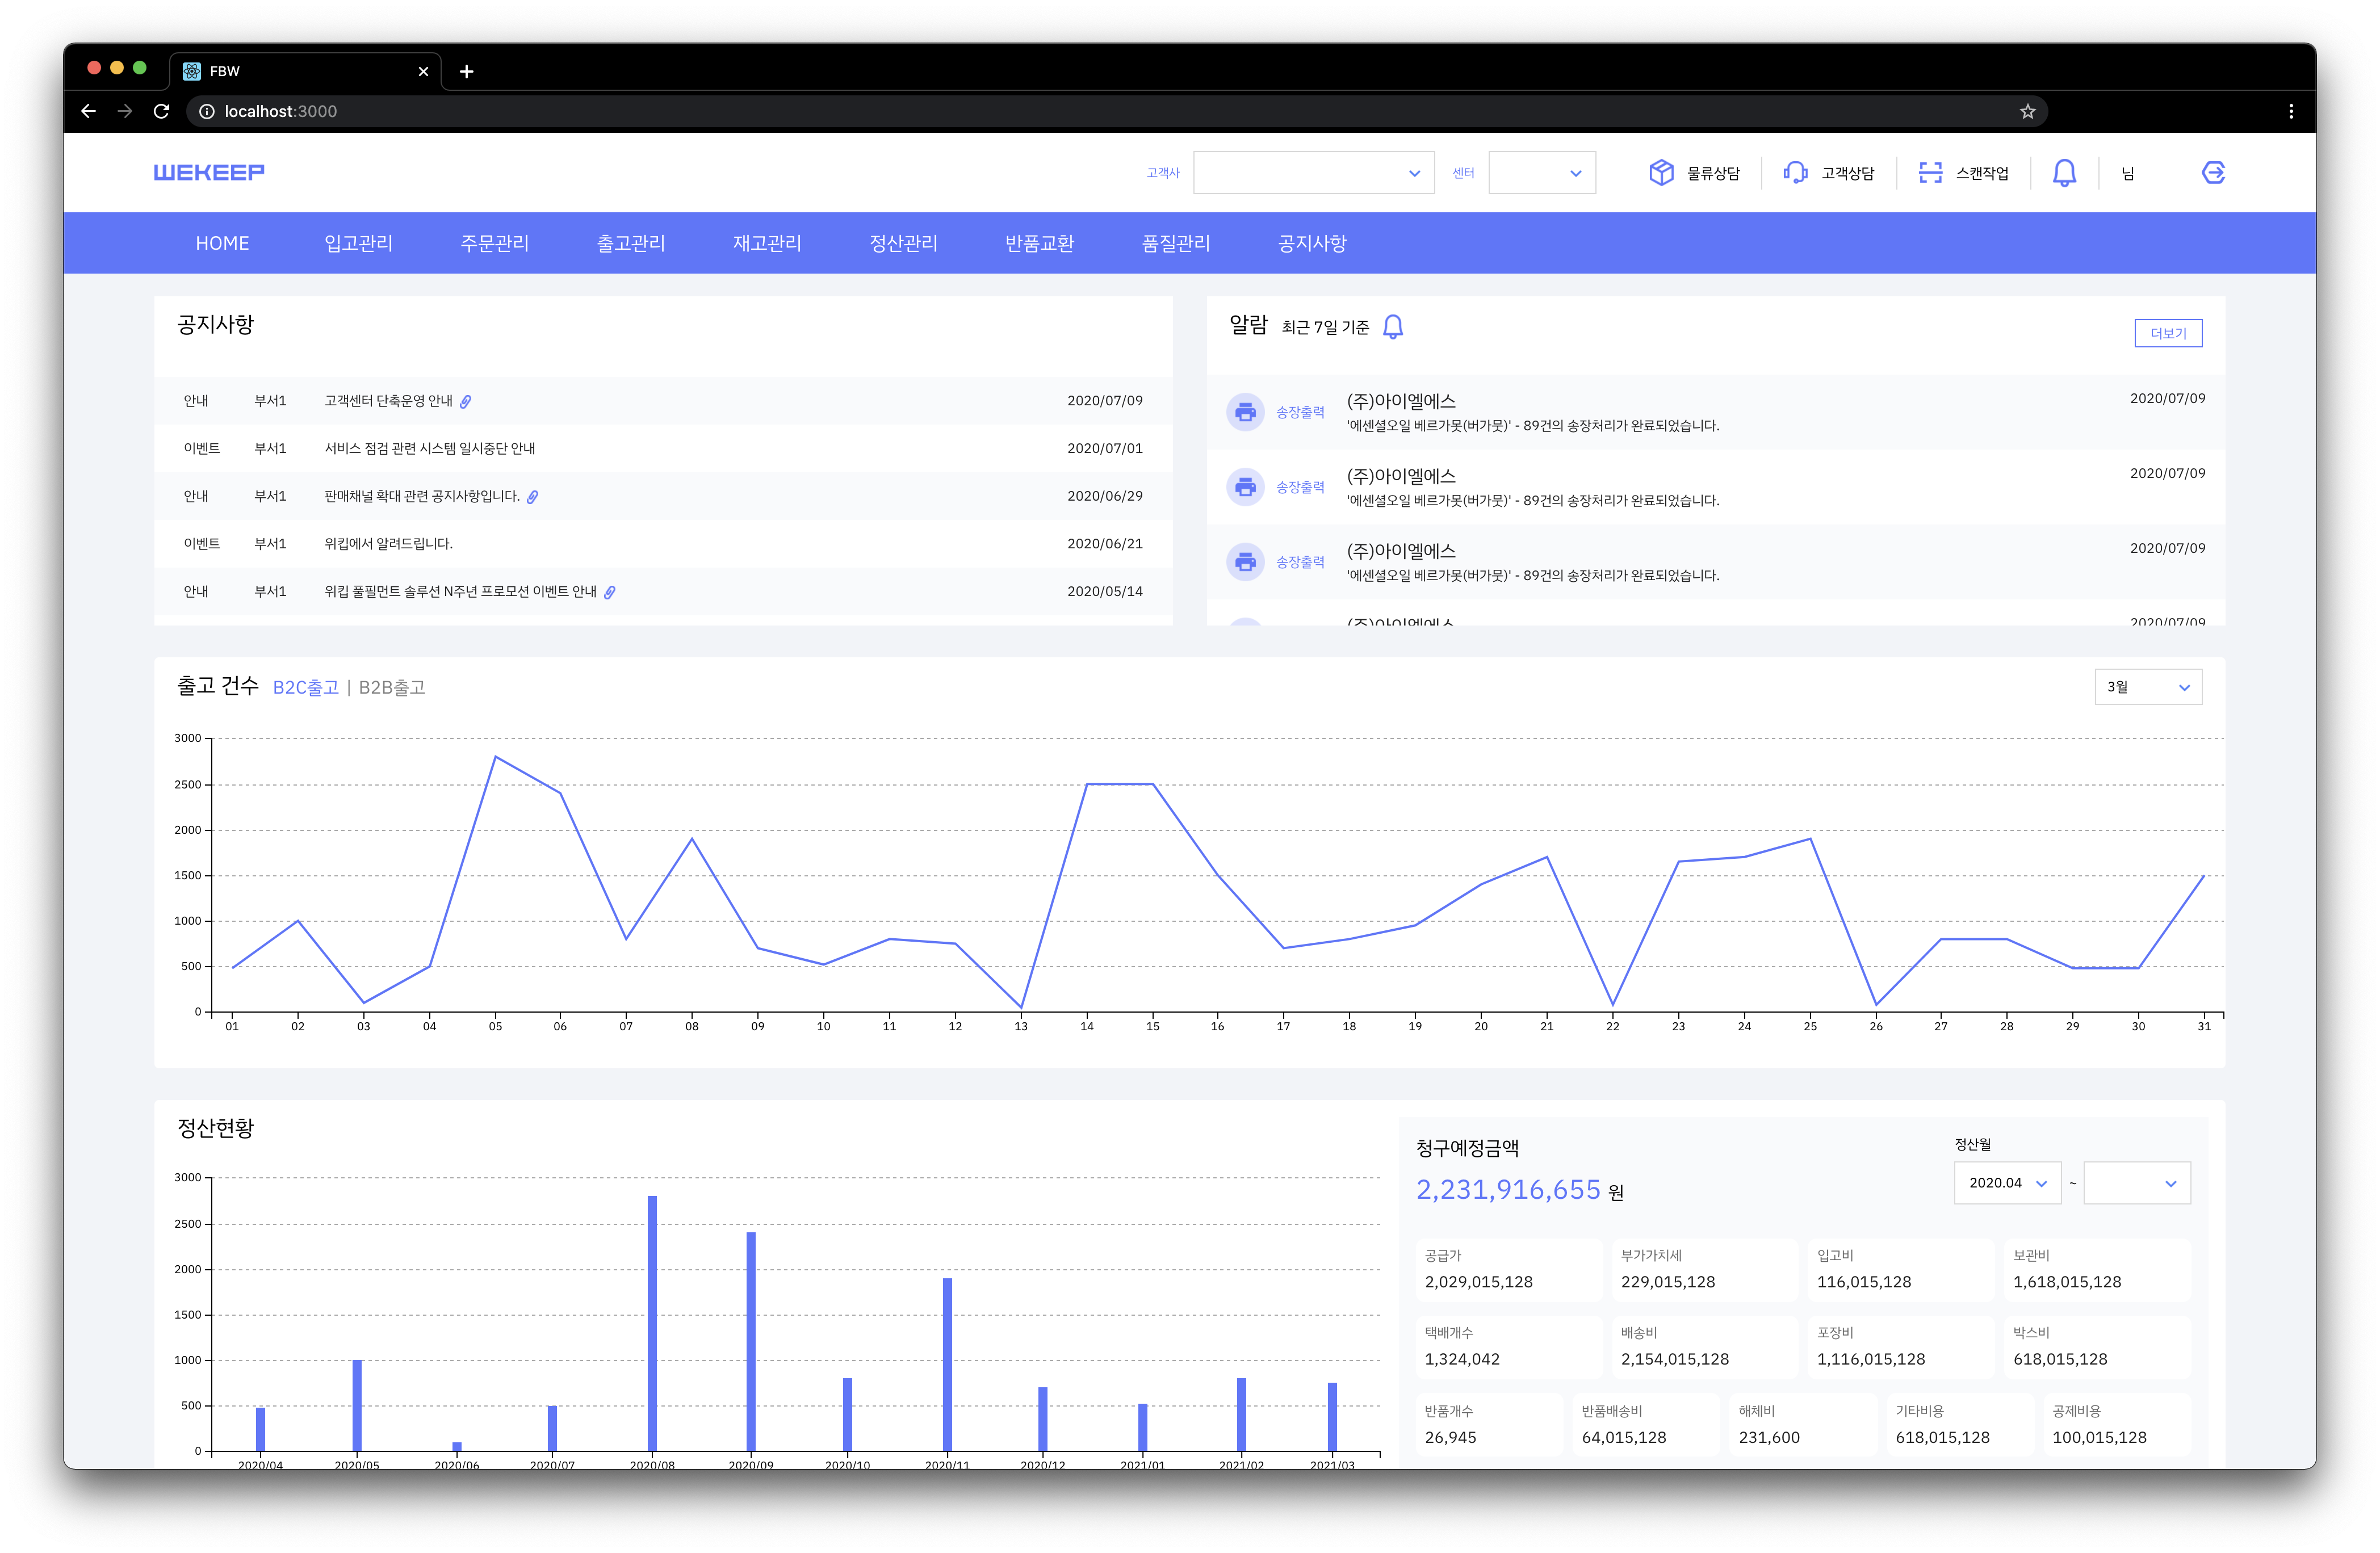 FBW
localhost:3000
WEKEEP
고객사
센터
물류상담
고객상담
스캔작업
님
HOME 입고관리 주문관리 출고관리 재고관리 정산관리 반품교환 품질관리 공지사항
공지사항
안내 부서1 고객센터 단축운영 안내 2020/07/09
이벤트 부서1 서비스 점검 관련 시스템 일시중단 안내 2020/07/01
안내 부서1 판매채널 확대 관련 공지사항입니다. 2020/06/29
이벤트 부서1 위킵에서 알려드립니다. 2020/06/21
안내 부서1 위킵 풀필먼트 솔루션 N주년 프로모션 이벤트 안내 2020/05/14
알람 최근 7일 기준
더보기
송장출력 (주)아이엘에스 2020/07/09
'에센셜오일 베르가못(버가못)' - 89건의 송장처리가 완료되었습니다.
송장출력 (주)아이엘에스 2020/07/09
'에센셜오일 베르가못(버가못)' - 89건의 송장처리가 완료되었습니다.
송장출력 (주)아이엘에스 2020/07/09
'에센셜오일 베르가못(버가못)' - 89건의 송장처리가 완료되었습니다.
(주)아이엘에스 2020/07/09
출고 건수 B2C출고 | B2B출고
3월
3000
2500
2000
1500
1000
500
0
01 02 03 04 05 06 07 08 09 10 11 12 13 14 15 16 17 18 19 20 21 22 23 24 25 26 27 28 29 30 31
정산현황
3000
2500
2000
1500
1000
500
0
2020/04 2020/05 2020/06 2020/07 2020/08 2020/09 2020/10 2020/11 2020/12 2021/01 2021/02 2021/03
청구예정금액
2,231,916,655 원
정산월
2020.04 ~
공급가 부가가치세 입고비 보관비
2,029,015,128 229,015,128 116,015,128 1,618,015,128
택배개수 배송비 포장비 박스비
1,324,042 2,154,015,128 1,116,015,128 618,015,128
반품개수 반품배송비 해체비 기타비용 공제비용
26,945 64,015,128 231,600 618,015,128 100,015,128